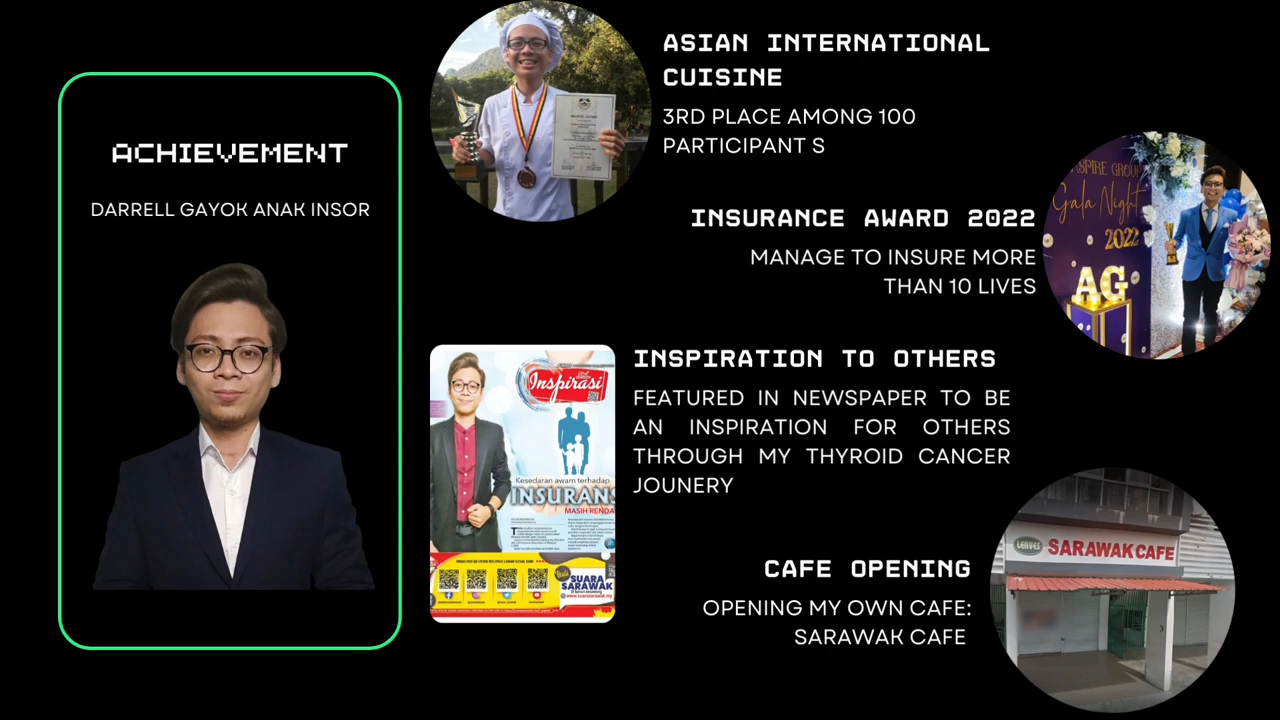 ACHIEVEMENT
DARRELL GAYOK ANAK INSOR
ASIAN INTERNATIONAL
CUISINE
3RD PLACE AMONG 100
PARTICIPANT S
INSURANCE AWARD 2022
MANAGE TO INSURE MORE
THAN 10 LIVES
Gala Night
2022
AG
INSPIRATION TO OTHERS
FEATURED IN NEWSPAPER TO BE
AN INSPIRATION FOR OTHERS
THROUGH MY THYROID CANCER
JOUNERY
Inspirasi
Kesedaran awam terhadap
INSURANS
MASIH RENDA
SUARA
SARAWAK
CAFE OPENING
OPENING MY OWN CAFE:
SARAWAK CAFE
LEAVES SARAWAK CAFE